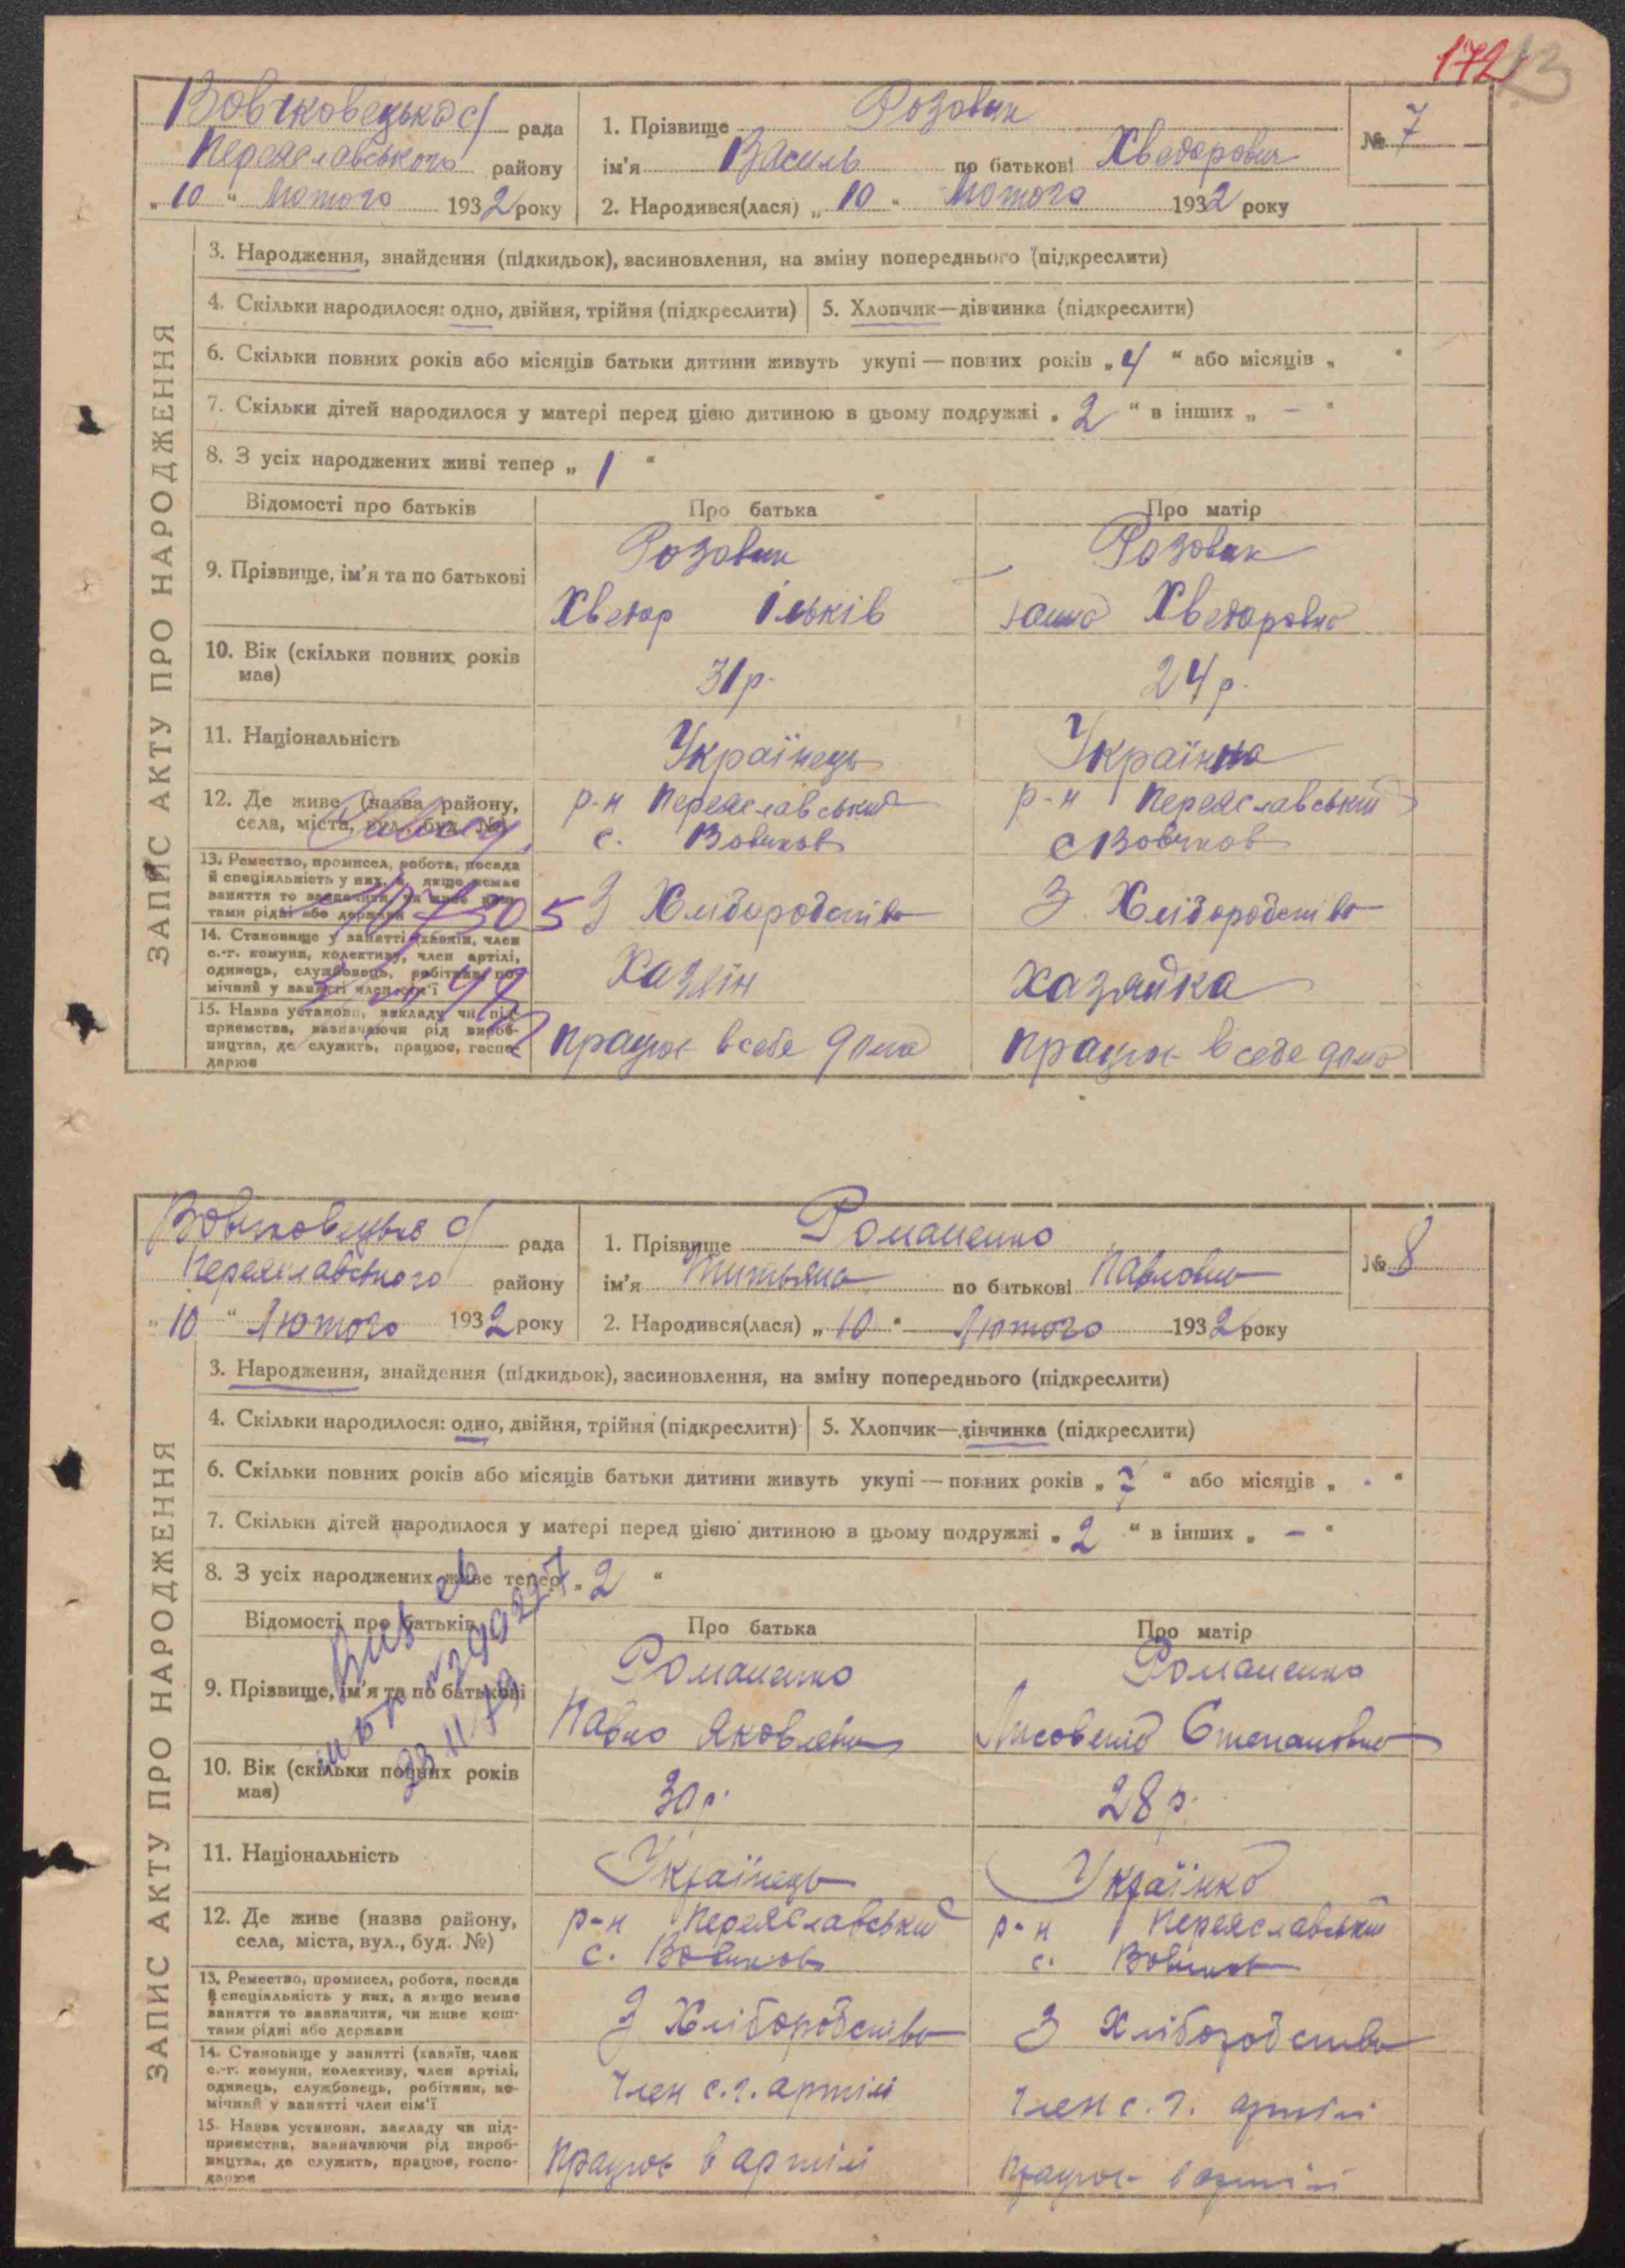 172 13
Вовчковецька с/ рада
Переяславського району
„ 10 “ Лютого 1932 року
1. Прізвище Розовик
ім'я Василь по батькові Хведорович
2. Народився(лася) „ 10 “ Лютого 1932 року
№ 7
ЗАПИС АКТУ ПРО НАРОДЖЕННЯ
3. Народження, знайдення (підкидьок), засиновлення, на зміну попереднього (підкреслити)
4. Скільки народилося: одно, двійня, трійня (підкреслити) 5. Хлопчик—дівчинка (підкреслити)
6. Скільки повних років або місяців батьки дитини живуть укупі — повних років „ 4 “ або місяців „ “
7. Скільки дітей народилося у матері перед цією дитиною в цьому подружжі „ 2 “ в інших „ – “
8. З усіх народжених живі тепер „ 1 “
Відомості про батьків Про батька Про матір
9. Прізвище, ім'я та по батькові
Розовик Розовик
Хведор Ільків Хведоровна
10. Вік (скільки повних років має)
31 р. 24 р.
11. Національність
Українець Українка
12. Де живе (назва району, села, міста, вул., буд. №)
р-н Переяславський р-н Переяславський
с. Вовчков с Вовчков
13. Ремество, промисел, робота, посада й спеціяльність у них, а якщо немає заняття то зазначити, чи живе коштами рідні або держави
З Хліборобства З Хліборобства
14. Становище у занятті (хазяїн, член с.-г. комуни, колективу, член артілі, одинець, службовець, робітник, помічний у занятті член сім'ї
Хазяїн Хазяйка
15. Назва установи, закладу чи підприємства, зазначаючи рід виробництва, де служить, працює, господарює
працює в себе дома працює в себе дома
Вовчковецька с/ рада
Переяславського району
„ 10 “ Лютого 1932 року
1. Прізвище Романенко
ім'я Титьяна по батькові Павловна
2. Народився(лася) „ 10 “ Лютого 1932 року
№ 8
ЗАПИС АКТУ ПРО НАРОДЖЕННЯ
3. Народження, знайдення (підкидьок), засиновлення, на зміну попереднього (підкреслити)
4. Скільки народилося: одно, двійня, трійня (підкреслити) 5. Хлопчик—дівчинка (підкреслити)
6. Скільки повних років або місяців батьки дитини живуть укупі — повних років „ 7 “ або місяців „ - “
7. Скільки дітей народилося у матері перед цією дитиною в цьому подружжі „ 2 “ в інших „ – “
8. З усіх народжених живе тепер „ 2 “
Відомості про батьків Про батька Про матір
9. Прізвище, ім'я та по батькові
Романенко Романенко
Павло Яковлевич Степановна
10. Вік (скільки повних років має)
30 р. 28 р.
11. Національність
Українець Українка
12. Де живе (назва району, села, міста, вул., буд. №)
р-н Переяславський р-н Переяславський
с. Вовчков с. Вовчков
13. Ремество, промисел, робота, посада й спеціяльність у них, а якщо немає заняття то зазначити, чи живе коштами рідні або держави
З Хліборобства З Хліборобства
14. Становище у занятті (хазяїн, член с.-г. комуни, колективу, член артілі, одинець, службовець, робітник, помічний у занятті член сім'ї
Член с. г. артілі Член с. г. артілі
15. Назва установи, закладу чи підприємства, зазначаючи рід виробництва, де служить, працює, господарює
працює в артілі працює в артілі